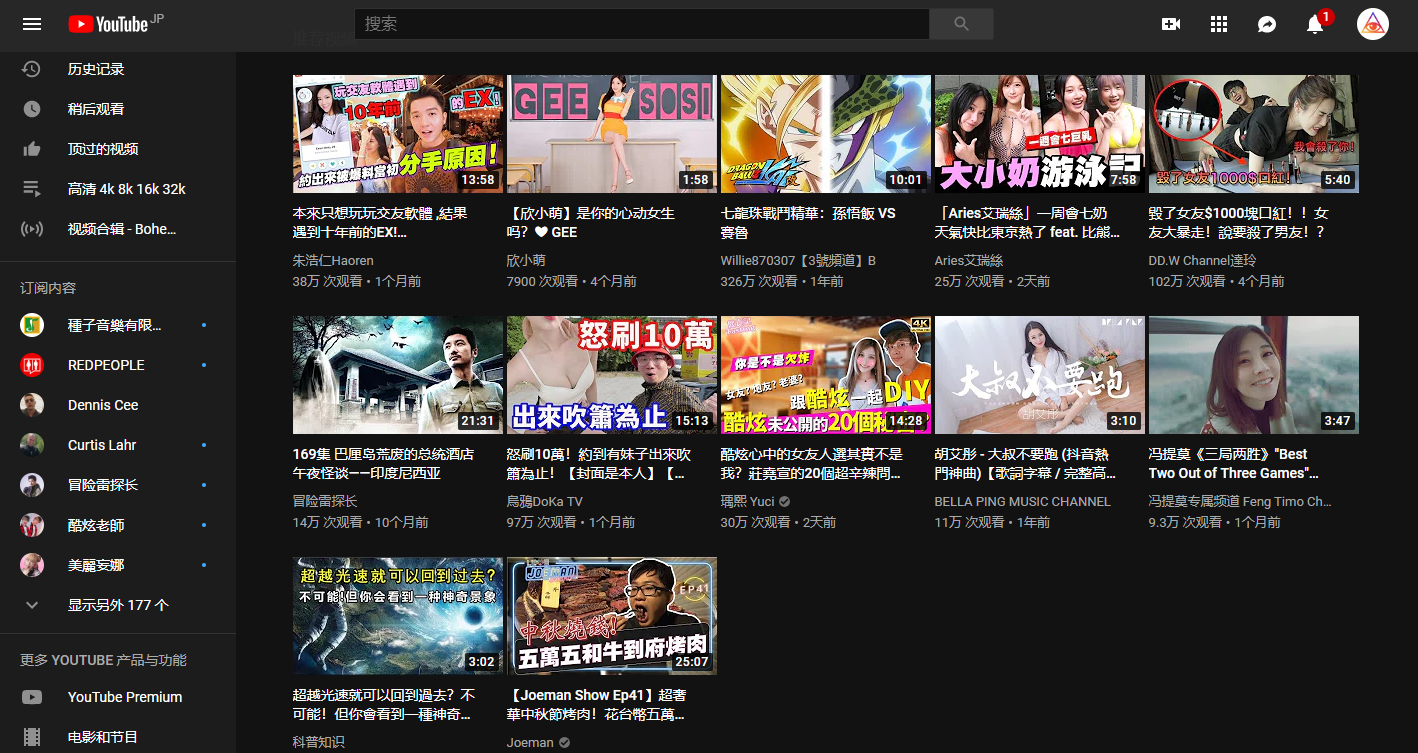 YouTube JP
搜索
1
历史记录
稍后观看
顶过的视频
高清 4k 8k 16k 32k
视频合辑 - Bohe...
订阅内容
種子音樂有限...
REDPEOPLE
Dennis Cee
Curtis Lahr
冒险雷探长
酷炫老師
美麗妄娜
显示另外 177 个
更多 YOUTUBE 产品与功能
YouTube Premium
电影和节目
玩交友軟體遇到
10年前
的EX!
分手原因!
約出來被爆料當初
13:58
GEE
SOSI
1:58
DRAGON BALL KAI 改
10:01
一週會七巨乳
大小奶游泳記
7:58
我會殺了你!
毀了女友1000$口紅!
5:40
本來只想玩玩交友軟體 ,結果
遇到十年前的EX!...
朱浩仁Haoren
38万 次观看 • 1个月前
【欣小萌】是你的心动女生
吗? ♥ GEE
欣小萌
7900 次观看 • 4个月前
七龍珠戰鬥精華：孫悟飯 VS
賽魯
Willie870307【3號頻道】B
326万 次观看 • 1年前
「Aries艾瑞絲」一周會七奶
天氣快比東京熱了 feat. 比熊...
Aries艾瑞絲
25万 次观看 • 2天前
毀了女友$1000塊口紅！！女
友大暴走！說要殺了男友！？
DD.W Channel達玲
102万 次观看 • 4个月前
21:31
怒刷10萬
出來吹簫為止
15:13
4K
你是不是欠炸
女友? 炮友? 老婆?
跟酷炫一起DIY
酷炫未公開的20個秘
14:28
大叔不要跑
胡艾彤
3:10
3:47
169集 巴厘岛荒废的总统酒店
午夜怪谈——印度尼西亚
冒险雷探长
14万 次观看 • 10个月前
怒刷10萬！約到有妹子出來吹
簫為止！【封面是本人】【...
烏鴉DoKa TV
97万 次观看 • 1个月前
酷炫心中的女友人選其實不是
我？莊堯宣的20個超辛辣問...
瑀熙 Yuci
30万 次观看 • 2天前
胡艾彤 - 大叔不要跑 (抖音熱
門神曲)【歌詞字幕 / 完整高...
BELLA PING MUSIC CHANNEL
11万 次观看 • 1年前
冯提莫《三局两胜》"Best
Two Out of Three Games"...
冯提莫专属频道 Feng Timo Ch...
9.3万 次观看 • 1个月前
超越光速就可以回到过去?
不可能!但你会看到一种神奇景象
3:02
JOEMAN
EP41
中秋燒錢!
五萬五和牛到府烤肉
25:07
超越光速就可以回到過去？不
可能！但你會看到一種神奇...
科普知识
【Joeman Show Ep41】超奢
華中秋節烤肉！花台幣五萬...
Joeman